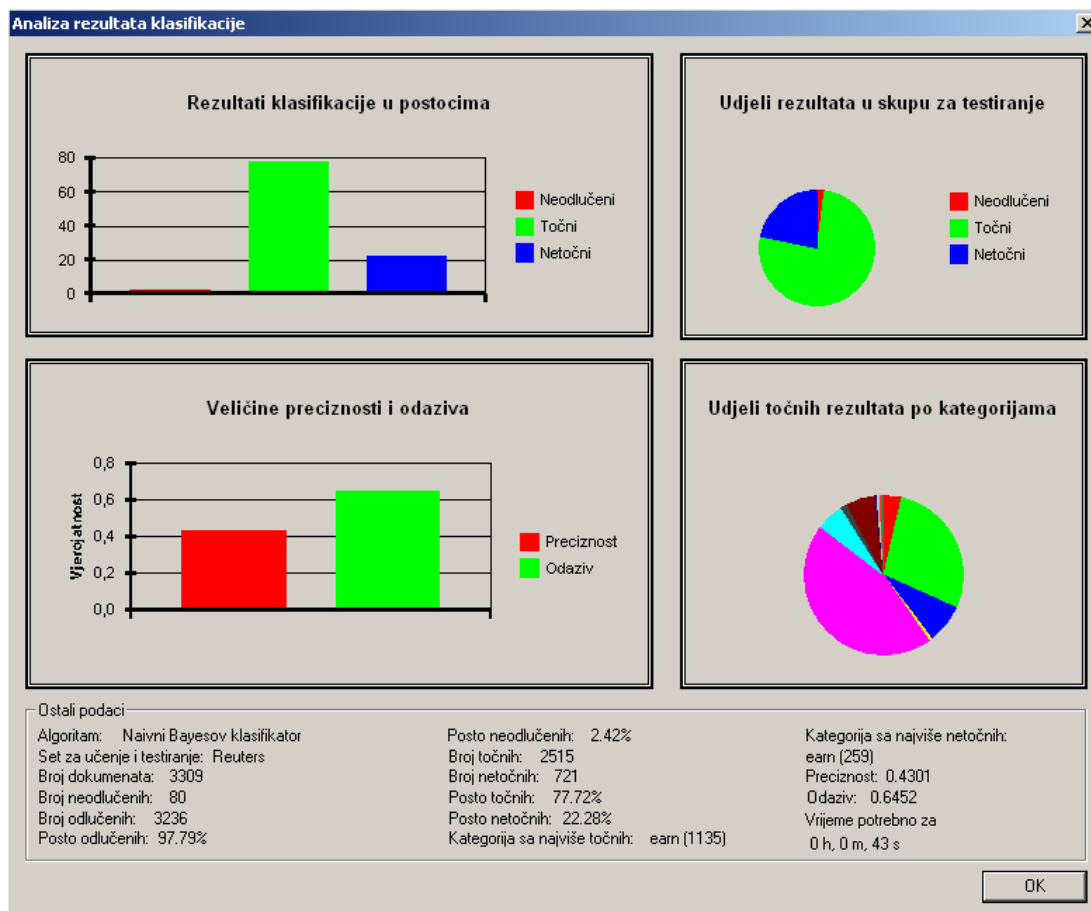 Analiza rezultata klasifikacije
Rezultati klasifikacije u postocima
80
60
40
20
0
Neodlučeni
Točni
Netočni
Udjeli rezultata u skupu za testiranje
Neodlučeni
Točni
Netočni
Veličine preciznosti i odaziva
Vjerojatnost
0,8
0,6
0,4
0,2
0,0
Preciznost
Odaziv
Udjeli točnih rezultata po kategorijama
Ostali podaci
Algoritam: Naivni Bayesov klasifikator
Set za učenje i testiranje: Reuters
Broj dokumenata: 3309
Broj neodlučenih: 80
Broj odlučenih: 3236
Posto odlučenih: 97.79%
Posto neodlučenih: 2.42%
Broj točnih: 2515
Broj netočnih: 721
Posto točnih: 77.72%
Posto netočnih: 22.28%
Kategorija sa najviše točnih: earn (1135)
Kategorija sa najviše netočnih:
earn (259)
Preciznost: 0.4301
Odaziv: 0.6452
Vrijeme potrebno za
0 h, 0 m, 43 s
OK